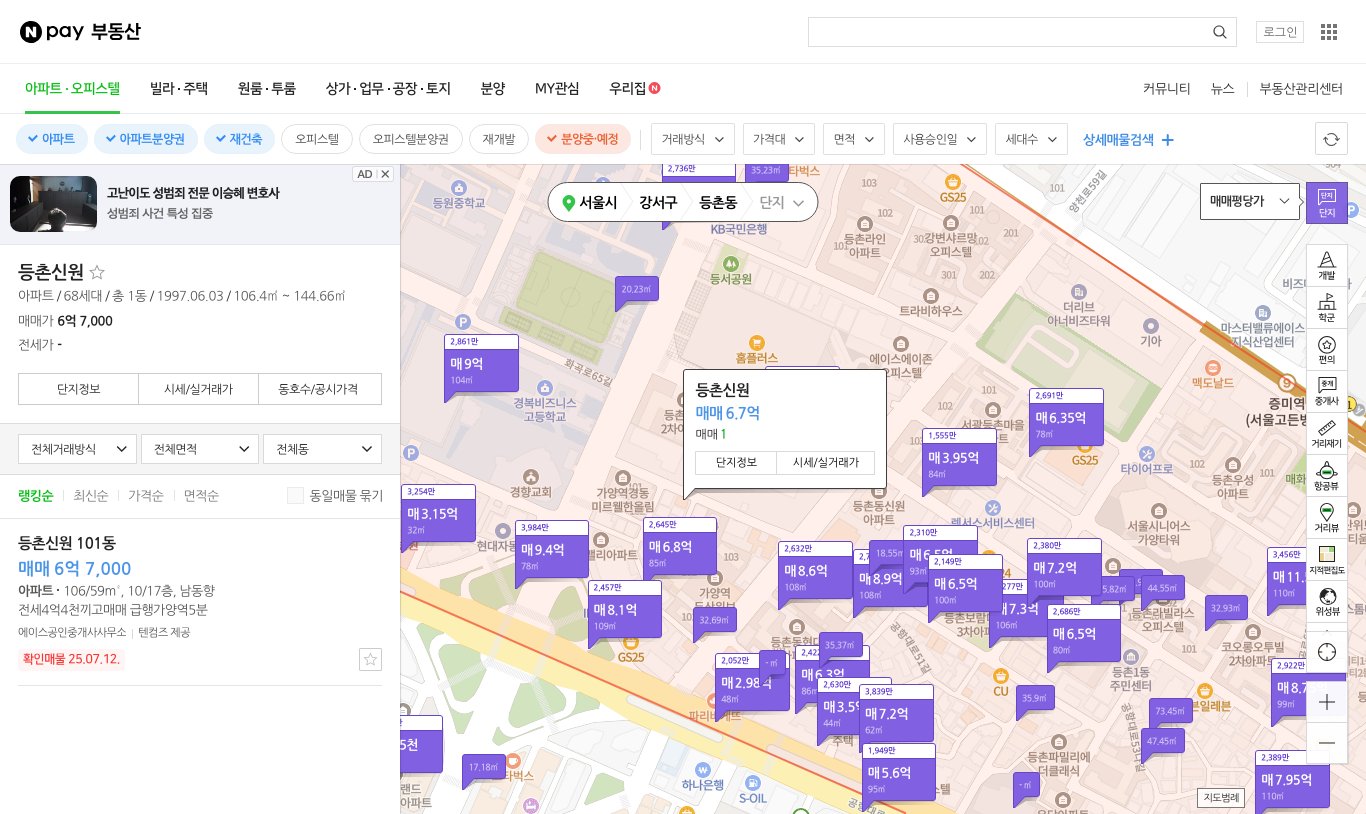 N pay 부동산
로그인
아파트 · 오피스텔 빌라 · 주택 원룸 · 투룸 상가 · 업무 · 공장 · 토지 분양 MY관심 우리집 N
커뮤니티 뉴스 부동산관리센터
아파트 아파트분양권 재건축 오피스텔 오피스텔분양권 재개발 분양중·예정
거래방식 가격대 면적 사용승인일 세대수 상세매물검색
AD
고난이도 성범죄 전문 이승혜 변호사
성범죄 사건 특성 집중
등촌신원
아파트 / 68세대 / 총 1동 / 1997.06.03 / 106.4㎡ ~ 144.66㎡
매매가 6억 7,000
전세가 -
단지정보 시세/실거래가 동호수/공시가격
전체거래방식 전체면적 전체동
랭킹순 최신순 가격순 면적순 동일매물 묶기
등촌신원 101동
매매 6억 7,000
아파트 · 106/59㎡, 10/17층, 남동향
전세4억4천끼고매매 급행가양역5분
에이스공인중개사사무소 텐컴즈 제공
확인매물 25.07.12.
서울시 강서구 등촌동 단지
매매평당가
단지
개발
학군
편의
중개
중개사
거리재기
항공뷰
거리뷰
지적편집도
위성뷰
지도범례
등촌신원
매매 6.7억
매매 1
단지정보 시세/실거래가
2,736만
35.23㎡
타벅스
등원중학교
KB국민은행
GS25
양천로59길
등촌라인
아파트
강변샤르망
오피스텔
등서공원
20.23㎡
트라비하우스
더리브
아너비즈타워
기아
마스터밸류에이스
지식산업센터
맥도날드
9
증미역
홈플러스
에이스에이존
오피스텔
화곡로65길
2,861만
매 9억
104㎡
경복비즈니스
고등학교
2,691만
매 6.35억
78㎡
GS25
1,555만
매 3.95억
84㎡
타이어프로
등촌우성
아파트
경향교회
가양역경동
미르웰한올림
등촌동신원
아파트
렉서스서비스센터
서울시니어스
가양타워
3,254만
매 3.15억
32㎡
3,984만
매 9.4억
78㎡
현대자동
2,645만
매 6.8억
85㎡
103
2,457만
매 8.1억
109㎡
GS25
32.69㎡
2,632만
매 8.6억
108㎡
매 8.9억
108㎡
18.55㎡
2,310만
93㎡
2,149만
매 6.5억
100㎡
277만
매 7.3억
106㎡
2,380만
매 7.2억
100㎡
5.82㎡
44.55㎡
32.93㎡
3,456만
110㎡
2,686만
매 6.5억
80㎡
코오롱오투빌
2차아파트
등촌1동
주민센터
공항대로51길
CU
35.37㎡
- ㎡
2,052만
매 2.98억
48㎡
매 6.3억
86㎡
2,630만
매 3.5억
44㎡
3,839만
매 7.2억
62㎡
1,949만
매 5.6억
95㎡
35.9㎡
73.45㎡
47.45㎡
2,922만
매 8.7
99㎡
2,389만
매 7.95억
110㎡
등촌파밀리에
더클래식
공항대로53나길
- ㎡
5천
17.18㎡
타벅스
하나은행
S-OIL
주택